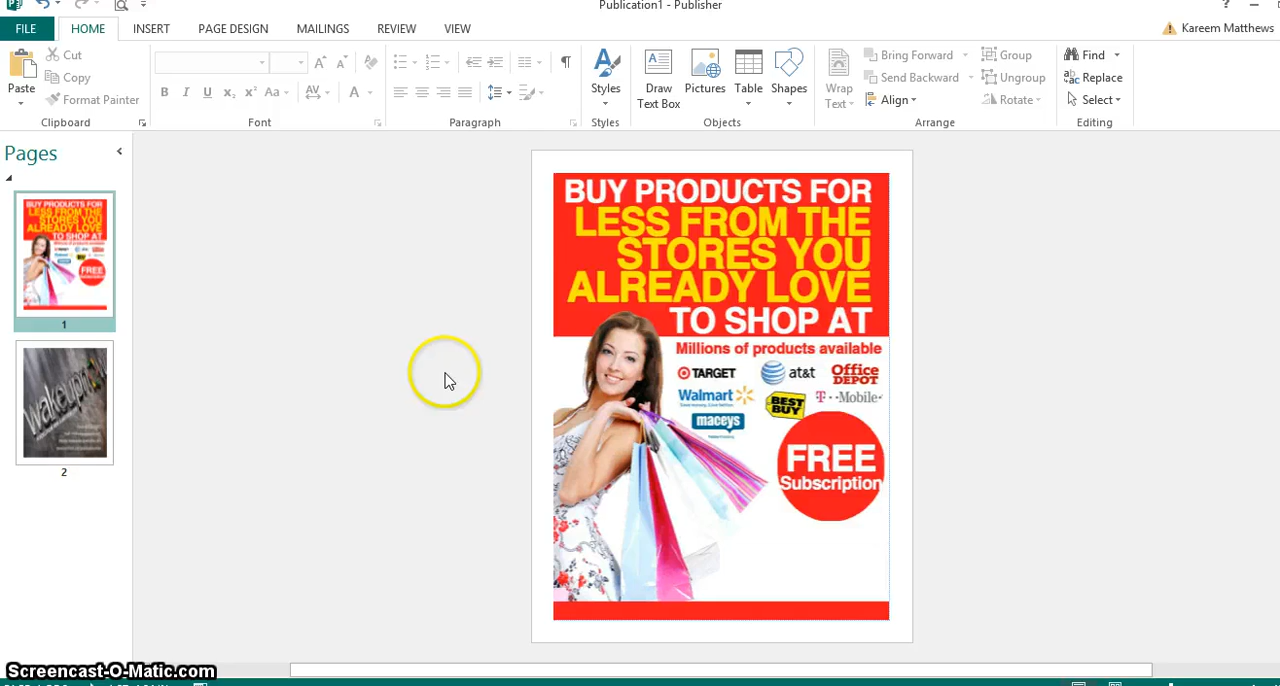 Publication1 - Publisher
FILE HOME INSERT PAGE DESIGN MAILINGS REVIEW VIEW
Kareem Matthews
Paste
Cut
Copy
Format Painter
Clipboard
Font
Paragraph
Styles
Styles
Draw Text Box
Pictures
Table
Shapes
Objects
Wrap Text
Bring Forward
Send Backward
Align
Group
Ungroup
Rotate
Arrange
Find
Replace
Select
Editing
Pages
1
2
BUY PRODUCTS FOR
LESS FROM THE
STORES YOU
ALREADY LOVE
TO SHOP AT
Millions of products available
TARGET at&t Office DEPOT
Walmart BEST BUY T··Mobile·
maceys
FREE
Subscription
Screencast-O-Matic.com